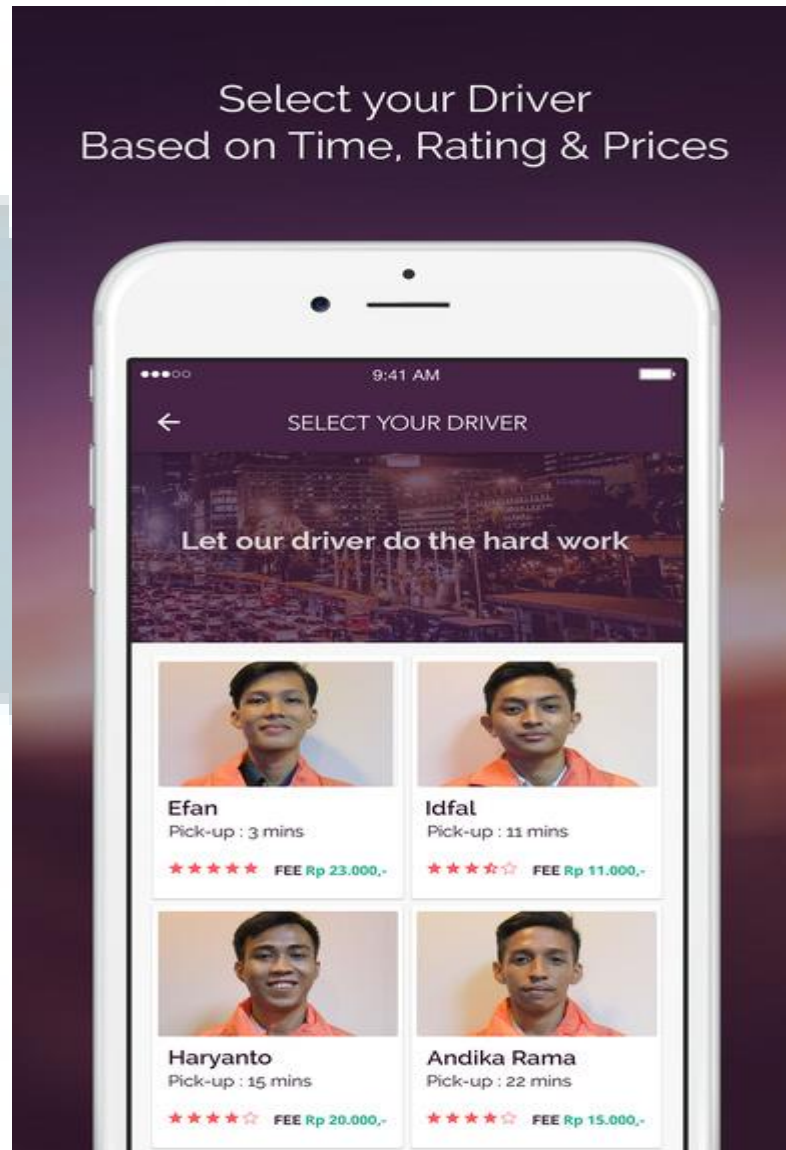 Select your Driver
Based on Time, Rating & Prices
9:41 AM
SELECT YOUR DRIVER
Let our driver do the hard work
Efan
Pick-up : 3 mins
FEE Rp 23.000,-
Idfal
Pick-up : 11 mins
FEE Rp 11.000,-
Haryanto
Pick-up : 15 mins
FEE Rp 20.000,-
Andika Rama
Pick-up : 22 mins
FEE Rp 15.000,-